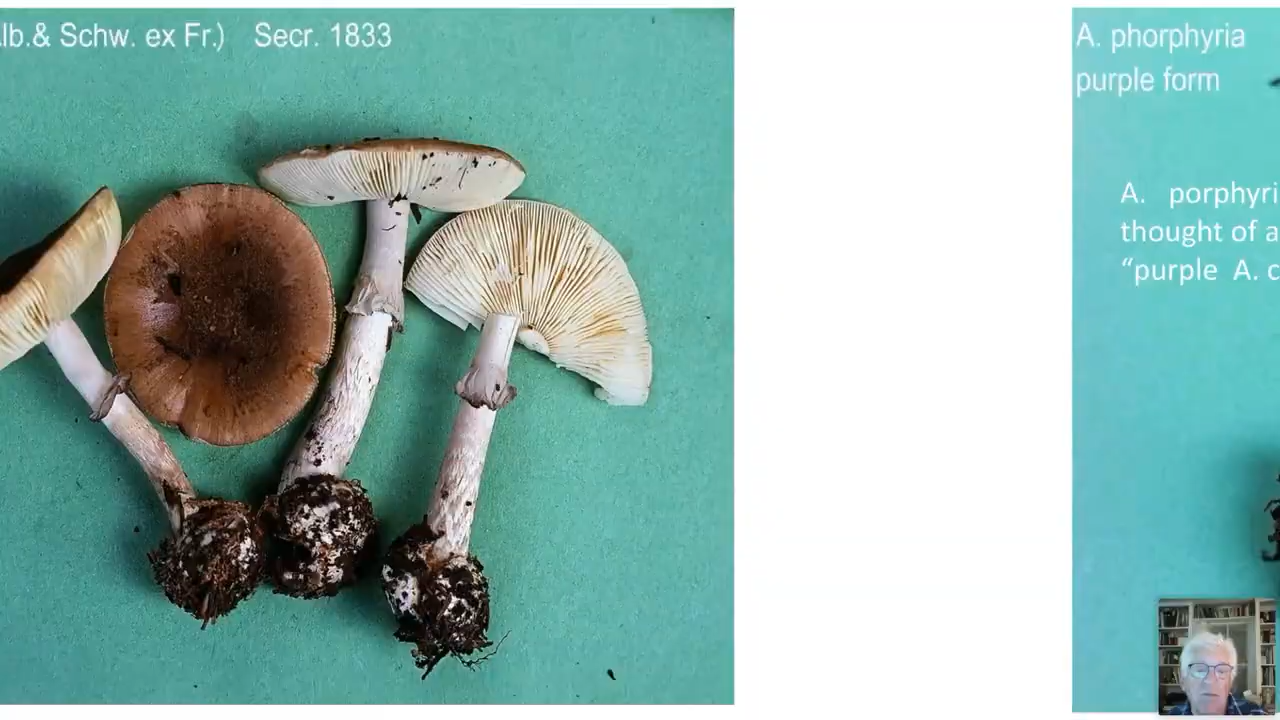 lb.& Schw. ex Fr.) Secr. 1833
A. phorphyria
purple form
A. porphyri
thought of a
“purple A. c